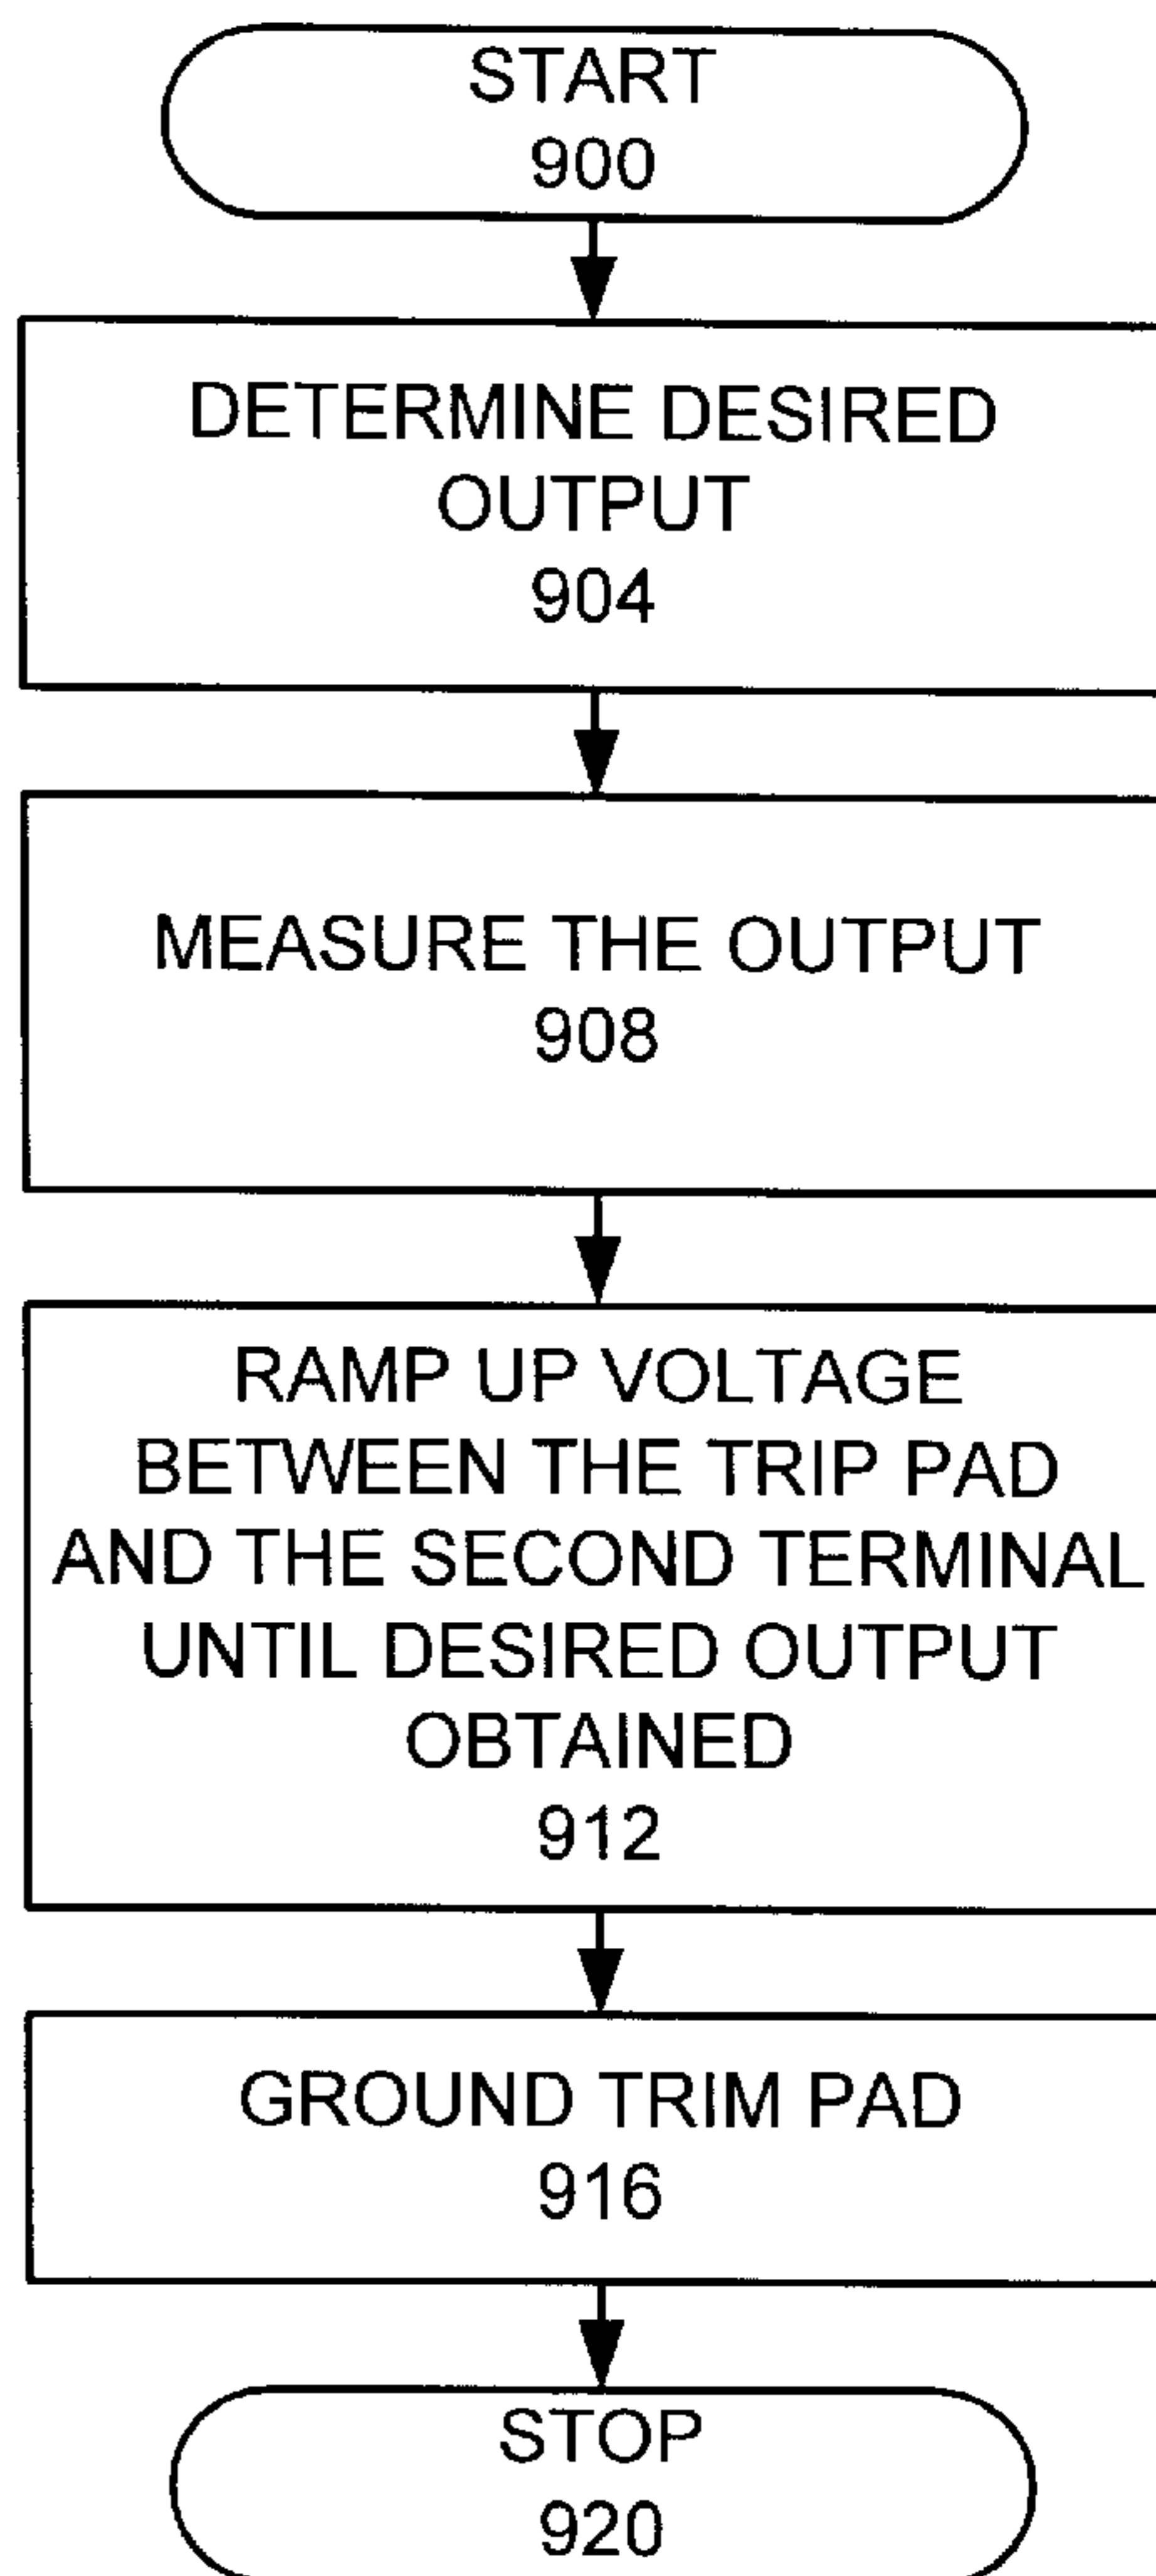 START
900
DETERMINE DESIRED
OUTPUT
904
MEASURE THE OUTPUT
908
RAMP UP VOLTAGE
BETWEEN THE TRIP PAD
AND THE SECOND TERMINAL
UNTIL DESIRED OUTPUT
OBTAINED
912
GROUND TRIM PAD
916
STOP
920